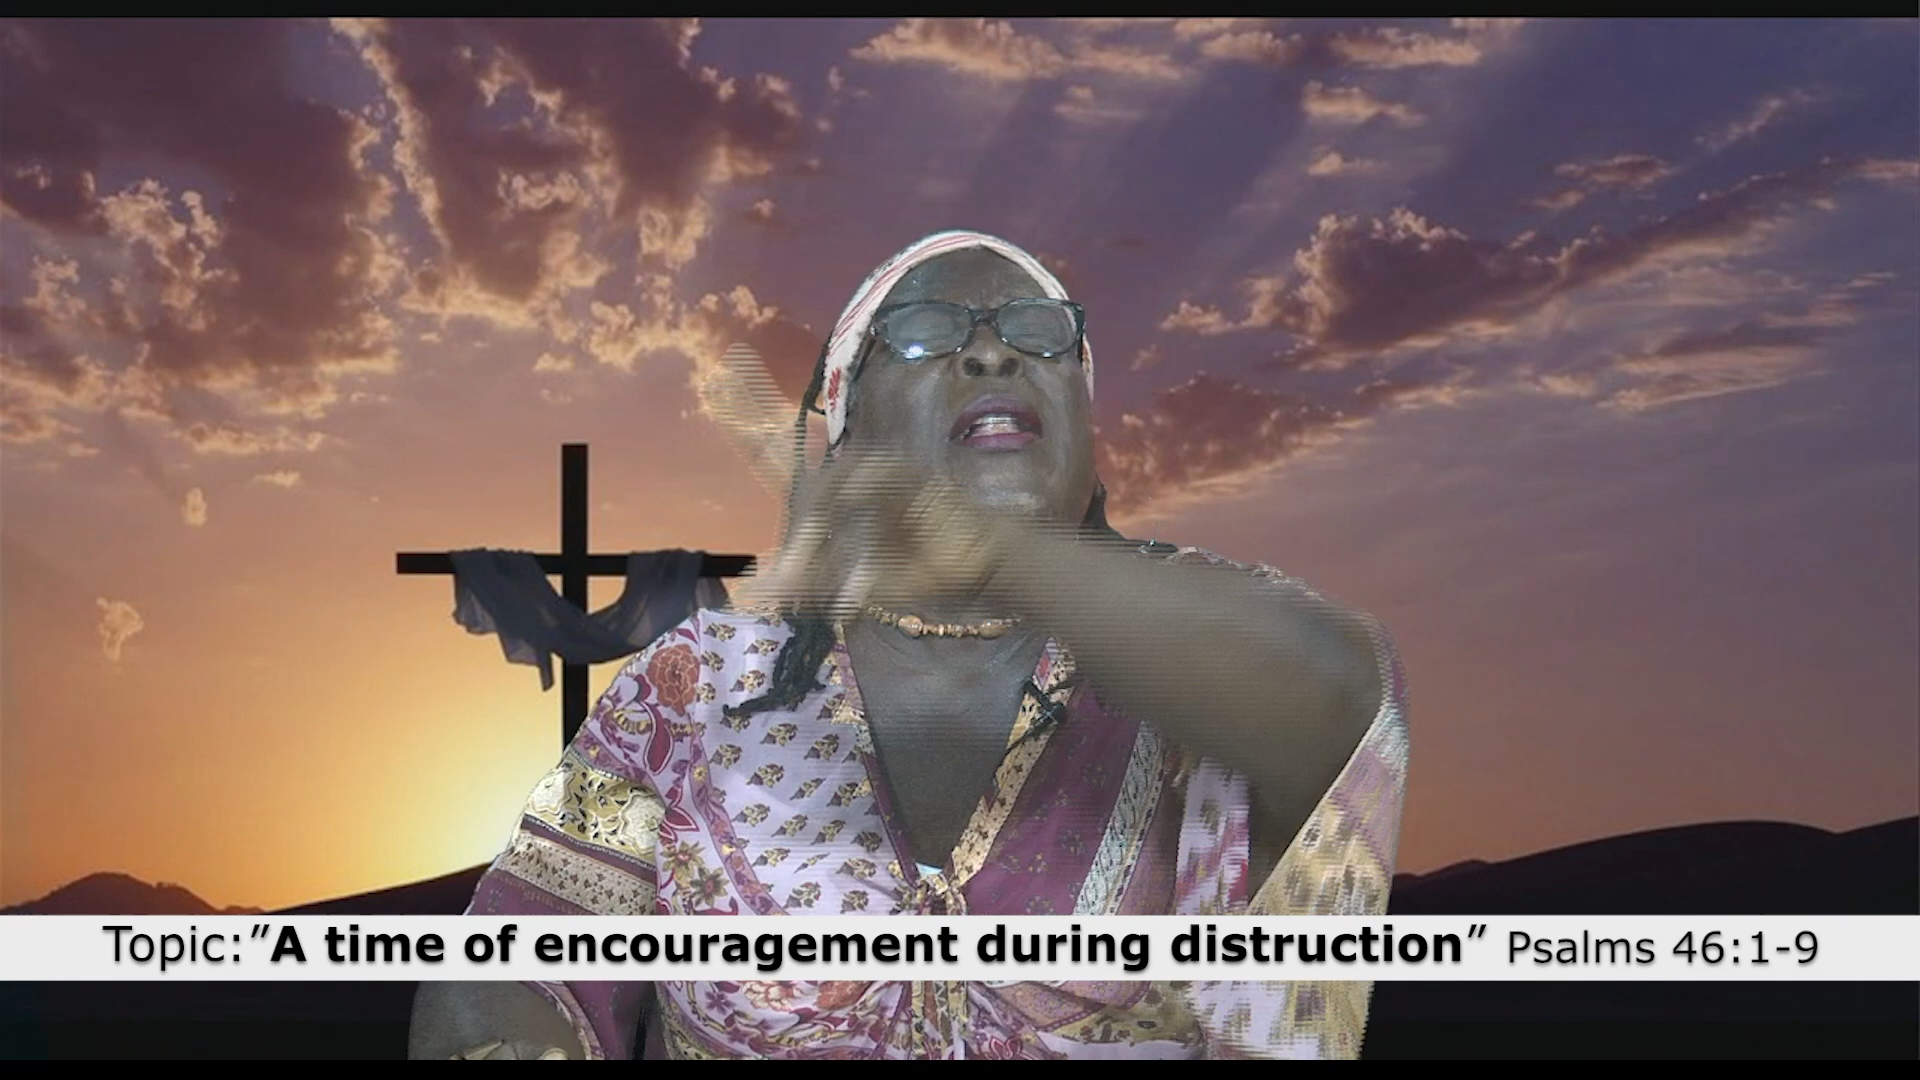 Topic:”A time of encouragement during distruction” Psalms 46:1-9